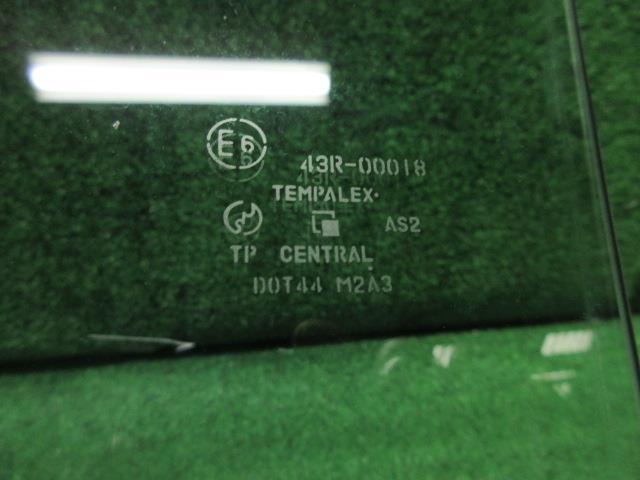 E6 43R-00018
TEMPALEX·
AS2
TP CENTRAL
DOT44 M2A3